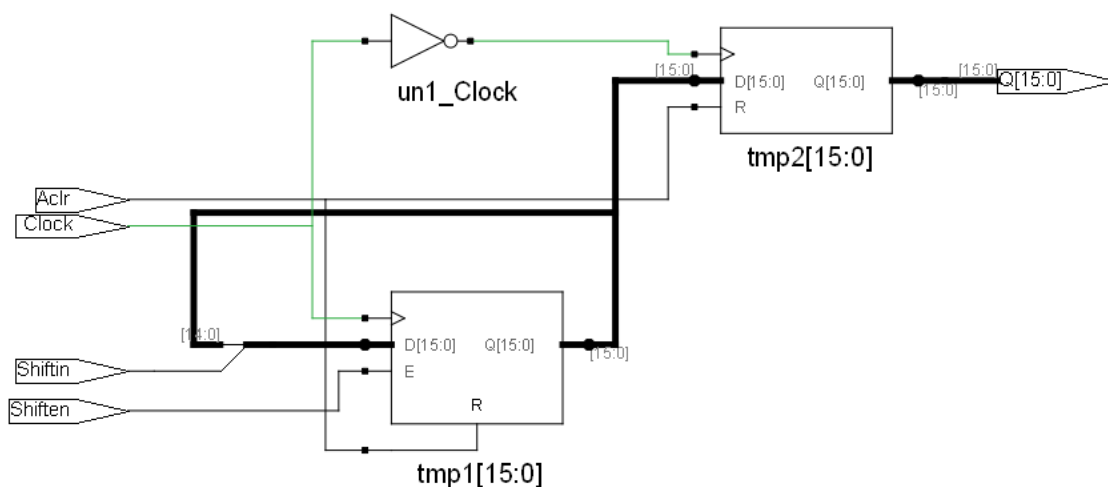 un1_Clock
[15:0]
D[15:0]
Q[15:0]
R
[15:0]
[15:0]
Q[15:0]
tmp2[15:0]
Aclr
Clock
[14:0]
D[15:0]
Q[15:0]
[15:0]
Shiftin
E
Shiften
R
tmp1[15:0]